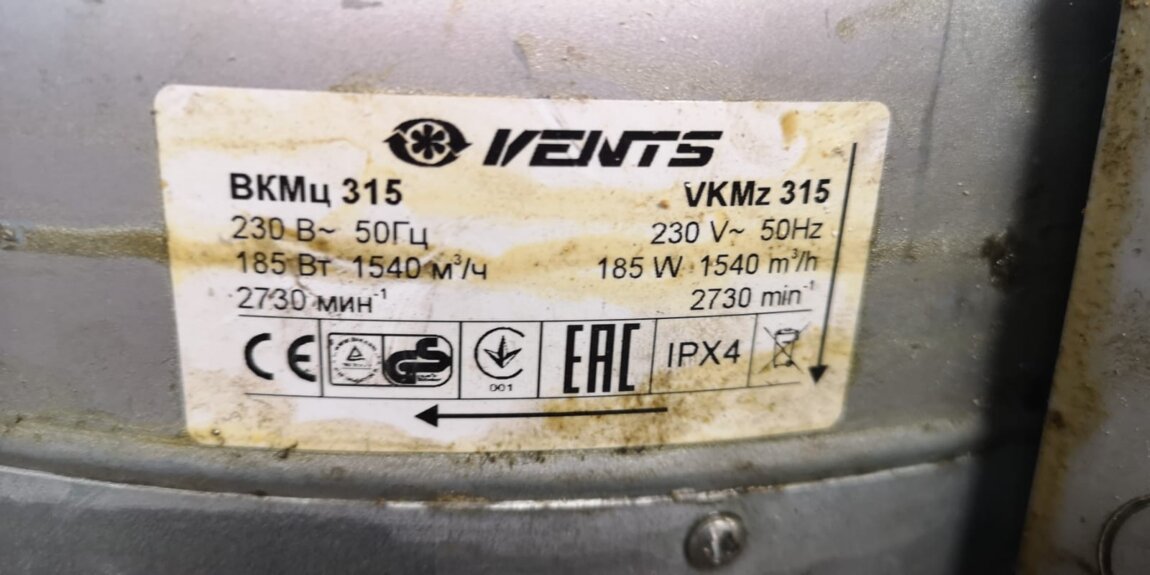 VENTS
ВКМц 315
230 В~ 50Гц
185 Вт 1540 м³/ч
2730 мин⁻¹
VKMz 315
230 V~ 50Hz
185 W 1540 m³/h
2730 min⁻¹
CE
GS
001
EAC
IPX4